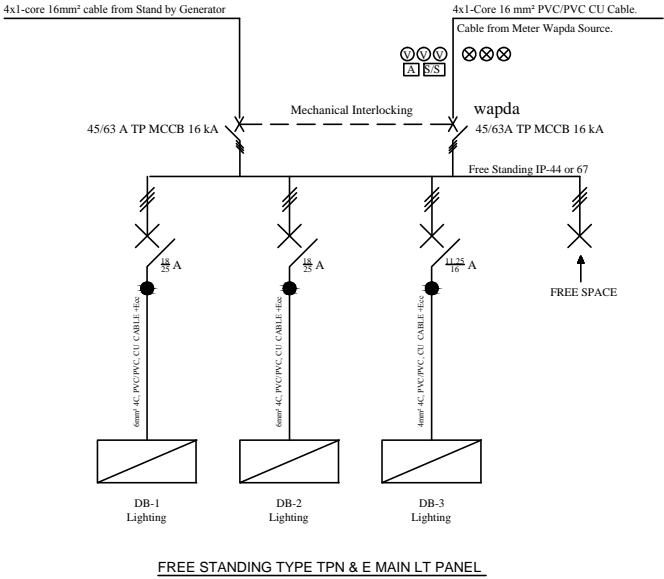 4x1-core 16mm² cable from Stand by Generator
4x1-Core 16 mm² PVC/PVC CU Cable.
Cable from Meter Wapda Source.
V V V
A S/S
Mechanical Interlocking
wapda
45/63 A TP MCCB 16 kA
45/63A TP MCCB 16 kA
Free Standing IP-44 or 67
18/25 A
18/25 A
11.25/16 A
FREE SPACE
6mm² 4C, PVC/PVC, CU CABLE +Ecc
6mm² 4C, PVC/PVC, CU CABLE +Ecc
4mm² 4C, PVC/PVC, CU CABLE +Ecc
DB-1
Lighting
DB-2
Lighting
DB-3
Lighting
FREE STANDING TYPE TPN & E MAIN LT PANEL